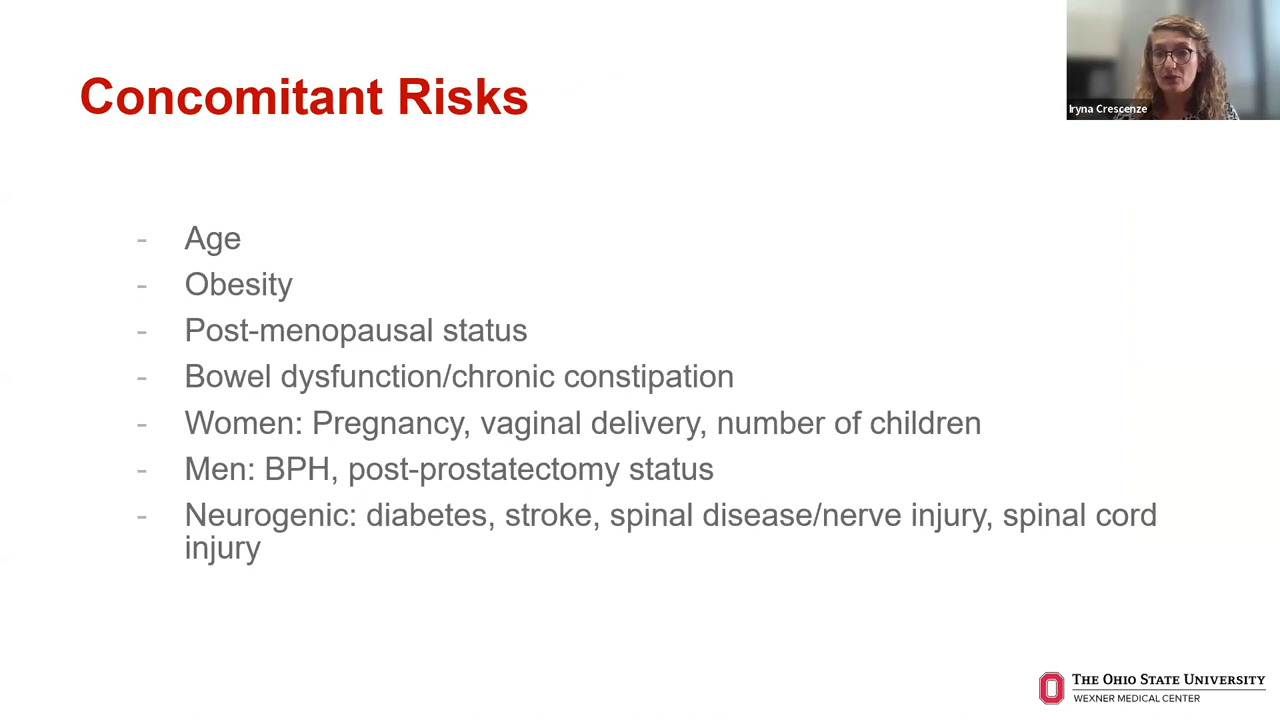 Concomitant Risks
Iryna Crescenze
- Age
- Obesity
- Post-menopausal status
- Bowel dysfunction/chronic constipation
- Women: Pregnancy, vaginal delivery, number of children
- Men: BPH, post-prostatectomy status
- Neurogenic: diabetes, stroke, spinal disease/nerve injury, spinal cord
injury
THE OHIO STATE UNIVERSITY
WEXNER MEDICAL CENTER